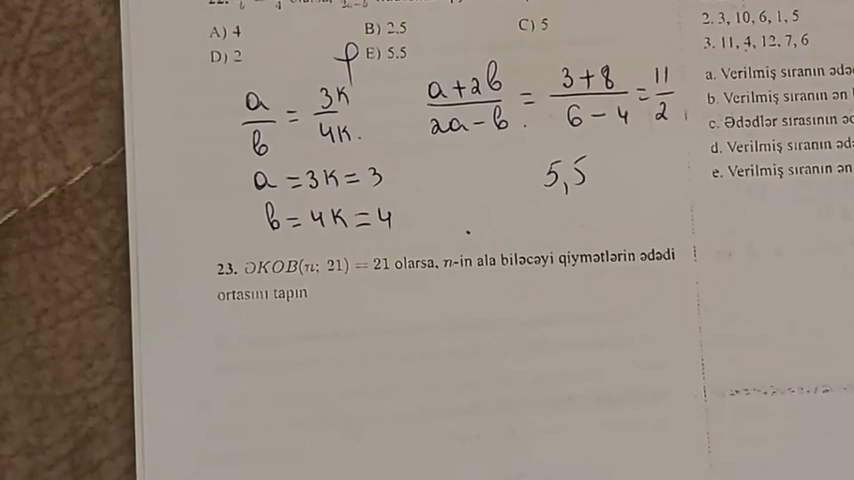 A) 4 B) 2.5 C) 5
D) 2 E) 5.5
a/b = 3K/4K. a+2b/2a-b = 3+8/6-4 = 11/2
a = 3K = 3 5,5
b = 4K = 4
23. ƏKOB(n; 21) = 21 olarsa, n-in ala biləcəyi qiymətlərin ədədi
ortasını tapın
2. 3, 10, 6, 1, 5
3. 11, 4, 12, 7, 6
a. Verilmiş sıranın
b. Verilmiş sıranın ən
c. Ədədlər sırasının
d. Verilmiş sıranın
e. Verilmiş sıranın ən